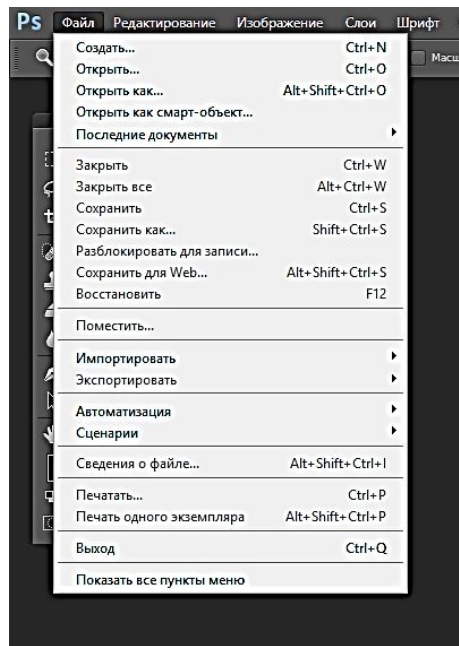 Ps Файл Редактирование Изображение Слои Шрифт
Создать... Ctrl+N
Открыть... Ctrl+O
Открыть как... Alt+Shift+Ctrl+O
Открыть как смарт-объект...
Последние документы
Закрыть Ctrl+W
Закрыть все Alt+Ctrl+W
Сохранить Ctrl+S
Сохранить как... Shift+Ctrl+S
Разблокировать для записи...
Сохранить для Web... Alt+Shift+Ctrl+S
Восстановить F12
Поместить...
Импортировать
Экспортировать
Автоматизация
Сценарии
Сведения о файле... Alt+Shift+Ctrl+I
Печатать... Ctrl+P
Печать одного экземпляра Alt+Shift+Ctrl+P
Выход Ctrl+Q
Показать все пункты меню